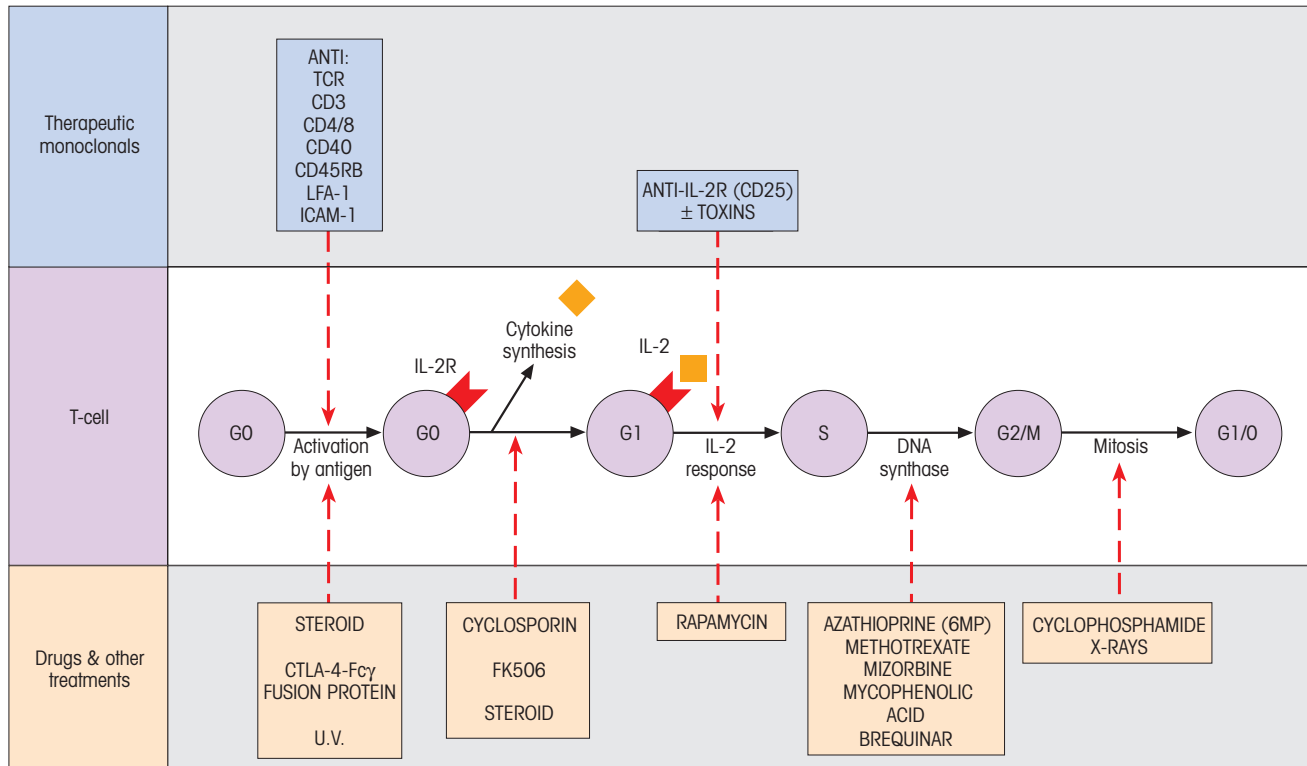 Therapeutic
monoclonals
ANTI:
TCR
CD3
CD4/8
CD40
CD45RB
LFA-1
ICAM-1
ANTI-IL-2R (CD25)
± TOXINS
T-cell
G0
Activation
by antigen
IL-2R
G0
Cytokine
synthesis
IL-2
G1
IL-2
response
S
DNA
synthase
G2/M
Mitosis
G1/0
Drugs & other
treatments
STEROID
CTLA-4-Fcγ
FUSION PROTEIN
U.V.
CYCLOSPORIN
FK506
STEROID
RAPAMYCIN
AZATHIOPRINE (6MP)
METHOTREXATE
MIZORBINE
MYCOPHENOLIC
ACID
BREQUINAR
CYCLOPHOSPHAMIDE
X-RAYS